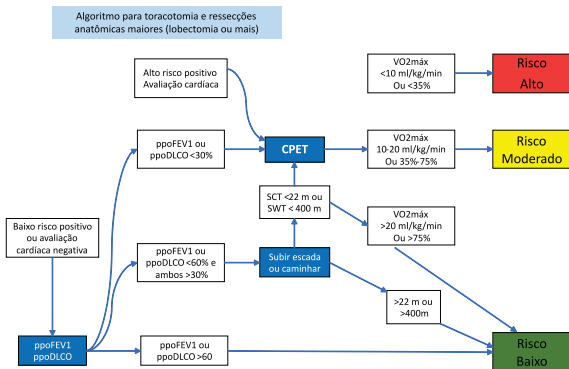 Algoritmo para toracotomia e ressecções
anatômicas maiores (lobectomia ou mais)
Alto risco positivo
Avaliação cardíaca
VO2máx
<10 ml/kg/min
Ou <35%
Risco
Alto
ppoFEV1 ou
ppoDLCO <30%
CPET
VO2máx
10-20 ml/kg/min
Ou 35%-75%
Risco
Moderado
SCT <22 m ou
SWT < 400 m
Baixo risco positivo
ou avaliação
cardíaca negativa
VO2máx
>20 ml/kg/min
Ou >75%
ppoFEV1 ou
ppoDLCO <60% e
ambos >30%
Subir escada
ou caminhar
>22 m ou
>400m
ppoFEV1
ppoDLCO
ppoFEV1 ou
ppoDLCO >60
Risco
Baixo